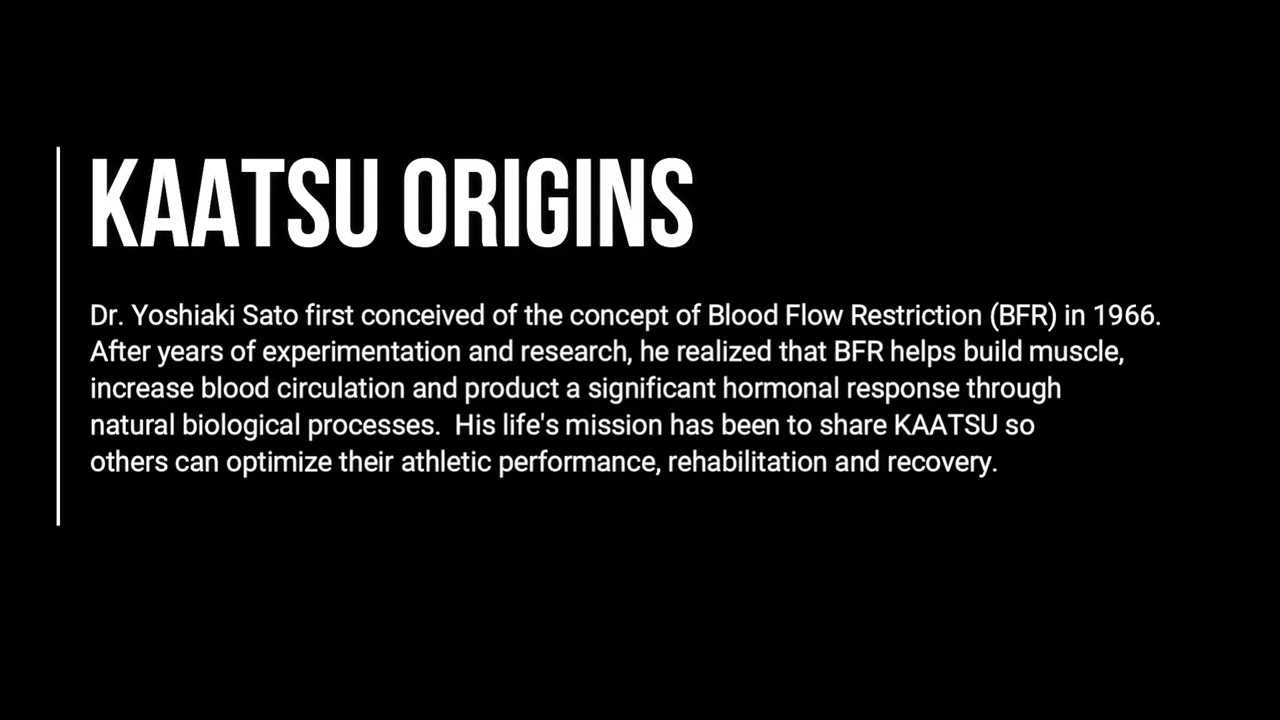 KAATSU ORIGINS
Dr. Yoshiaki Sato first conceived of the concept of Blood Flow Restriction (BFR) in 1966.
After years of experimentation and research, he realized that BFR helps build muscle,
increase blood circulation and product a significant hormonal response through
natural biological processes.  His life's mission has been to share KAATSU so
others can optimize their athletic performance, rehabilitation and recovery.